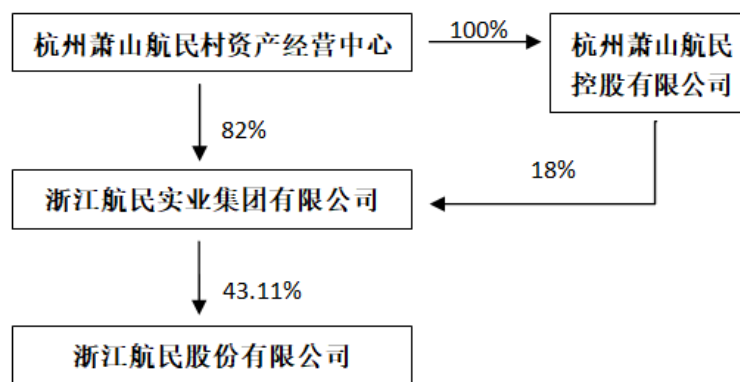 杭州萧山航民村资产经营中心
100%
杭州萧山航民
控股有限公司
82%
18%
浙江航民实业集团有限公司
43.11%
浙江航民股份有限公司